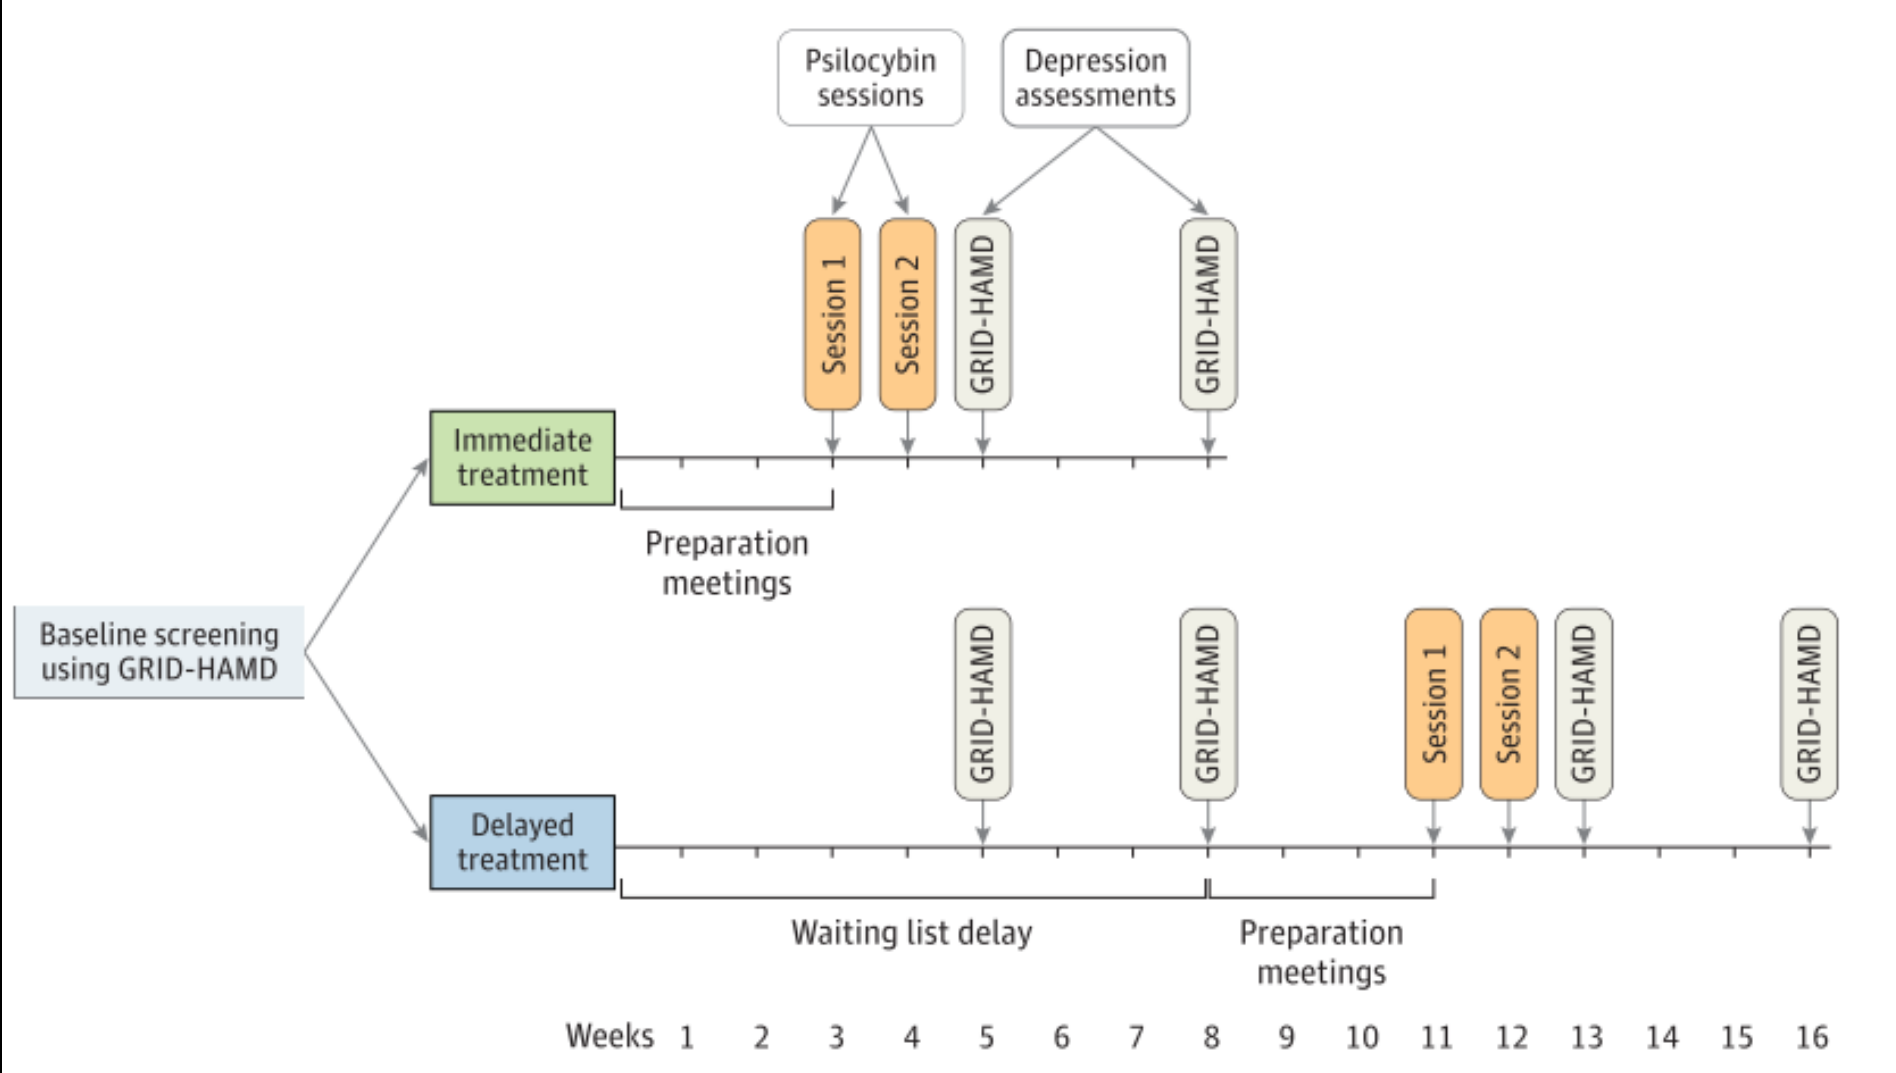 Psilocybin
sessions
Depression
assessments
Session 1
Session 2
GRID-HAMD
GRID-HAMD
Immediate
treatment
Preparation
meetings
Baseline screening
using GRID-HAMD
GRID-HAMD
GRID-HAMD
Session 1
Session 2
GRID-HAMD
GRID-HAMD
Delayed
treatment
Waiting list delay
Preparation
meetings
Weeks 1 2 3 4 5 6 7 8 9 10 11 12 13 14 15 16